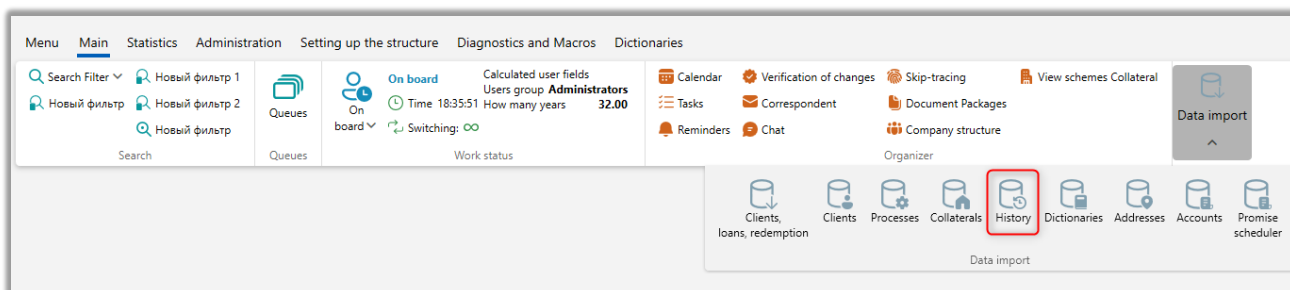 Menu Main Statistics Administration Setting up the structure Diagnostics and Macros Dictionaries
Search Filter Новый фильтр 1
Новый фильтр Новый фильтр 2
Новый фильтр
Search
Queues
Queues
On board
On board
Time 18:35:51
Switching: ∞
Calculated user fields
Users group Administrators
How many years 32.00
Work status
Calendar Verification of changes Skip-tracing View schemes Collateral
Tasks Correspondent Document Packages
Reminders Chat Company structure
Organizer
Data import
Clients,
loans, redemption
Clients Processes Collaterals History Dictionaries Addresses Accounts Promise
scheduler
Data import